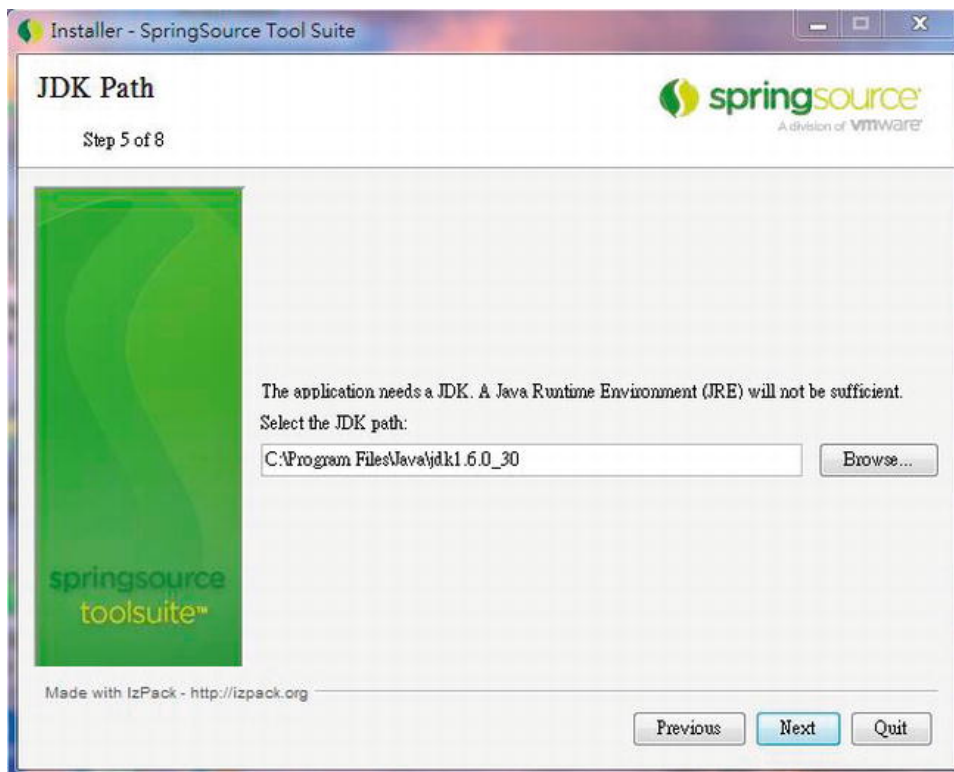 Installer - SpringSource Tool Suite
JDK Path
Step 5 of 8
springsource
A division of vmware
The application needs a JDK. A Java Runtime Environment (JRE) will not be sufficient.
Select the JDK path:
C:\Program Files\Java\jdk1.6.0_30
Browse...
springsource
toolsuite™
Made with IzPack - http://izpack.org
Previous Next Quit